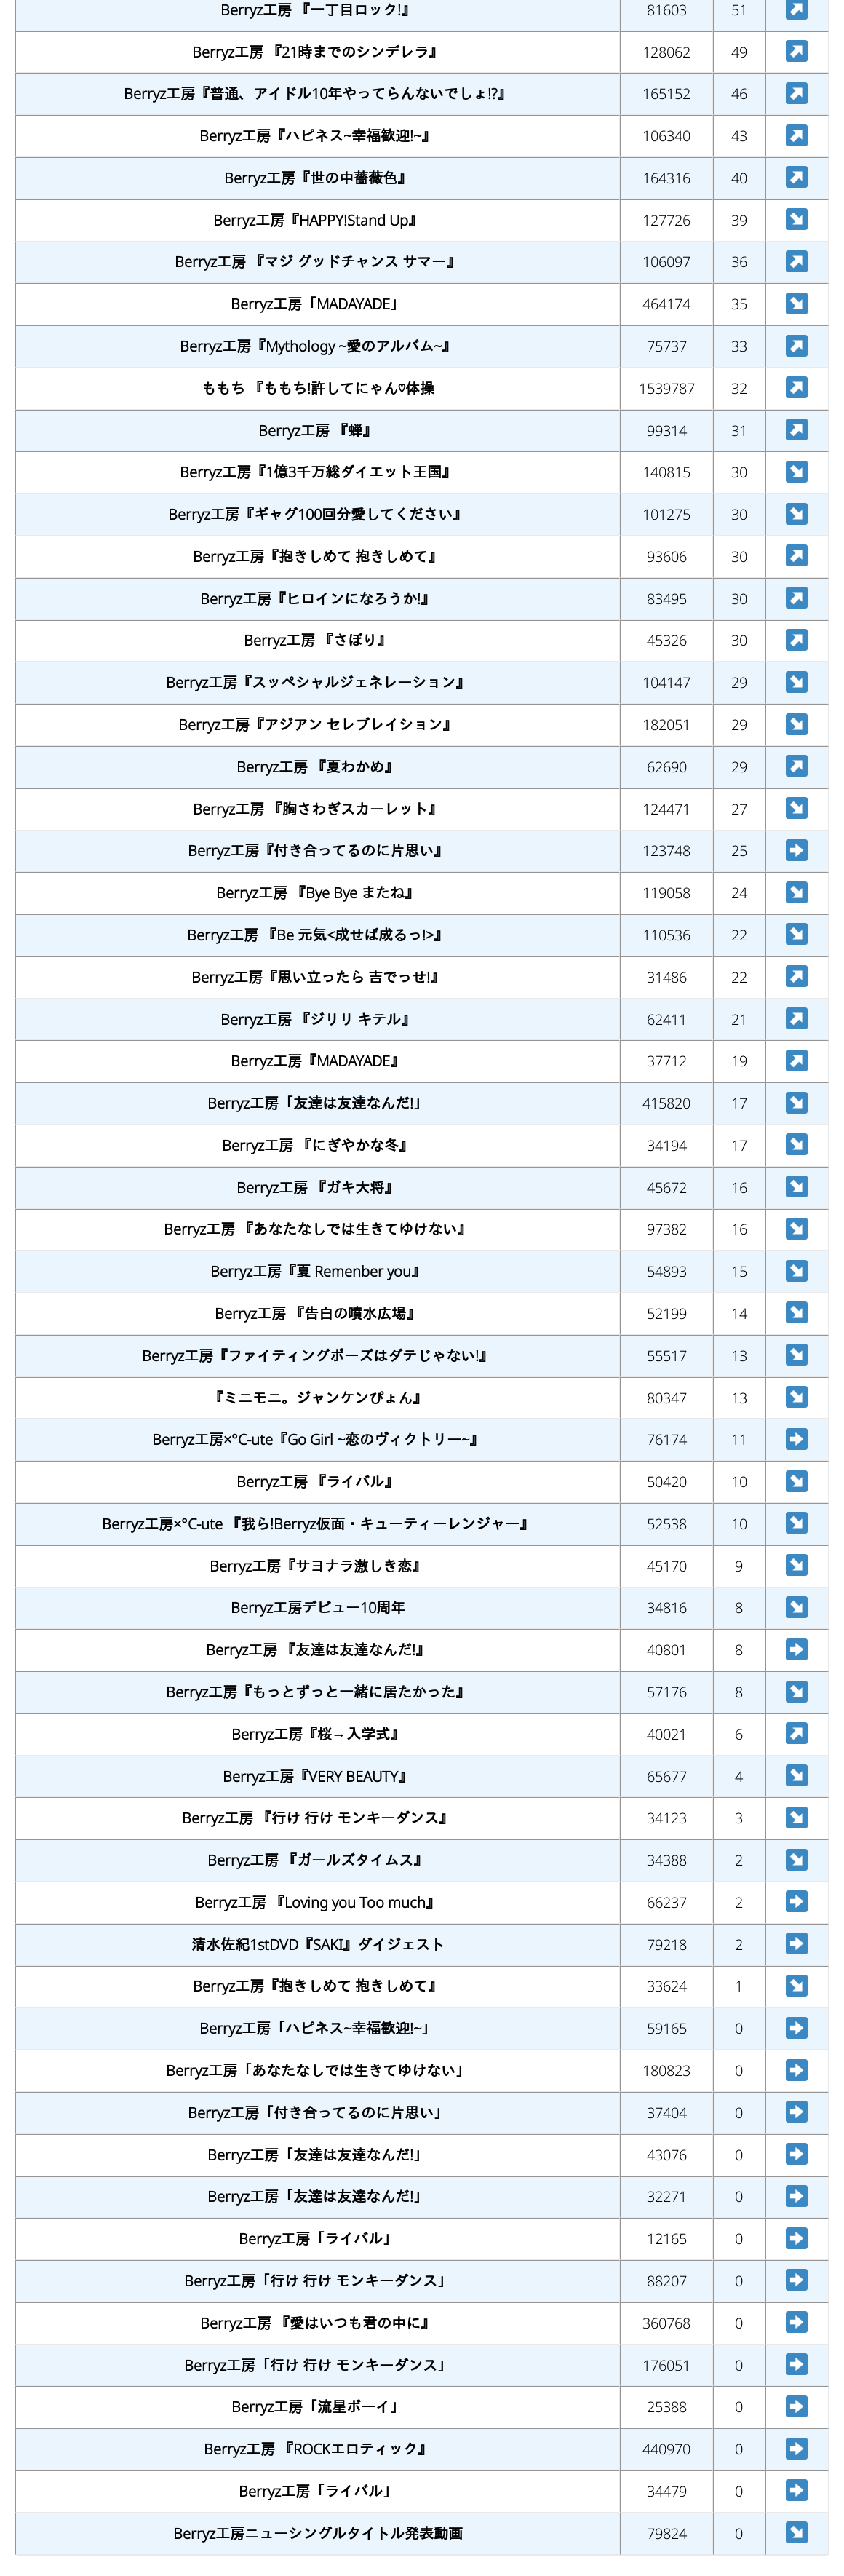 Berryz工房 『一丁目ロック!』 81603 51 ↗
Berryz工房 『21時までのシンデレラ』 128062 49 ↗
Berryz工房『普通、アイドル10年やってらんないでしょ!?』 165152 46 ↗
Berryz工房『ハピネス~幸福歓迎!~』 106340 43 ↗
Berryz工房『世の中薔薇色』 164316 40 ↗
Berryz工房『HAPPY!Stand Up』 127726 39 ↘
Berryz工房 『マジ グッドチャンス サマー』 106097 36 ↗
Berryz工房「MADAYADE」 464174 35 ↘
Berryz工房『Mythology ~愛のアルバム~』 75737 33 ↗
ももち 『ももち!許してにゃん♡体操 1539787 32 ↗
Berryz工房 『蝉』 99314 31 ↗
Berryz工房『1億3千万総ダイエット王国』 140815 30 ↘
Berryz工房『ギャグ100回分愛してください』 101275 30 ↘
Berryz工房『抱きしめて 抱きしめて』 93606 30 ↗
Berryz工房『ヒロインになろうか!』 83495 30 ↗
Berryz工房 『さぼり』 45326 30 ↗
Berryz工房『スッペシャルジェネレーション』 104147 29 ↘
Berryz工房『アジアン セレブレイション』 182051 29 ↘
Berryz工房 『夏わかめ』 62690 29 ↗
Berryz工房 『胸さわぎスカーレット』 124471 27 ↘
Berryz工房『付き合ってるのに片思い』 123748 25 ➡
Berryz工房 『Bye Bye またね』 119058 24 ↘
Berryz工房 『Be 元気<成せば成るっ!>』 110536 22 ↘
Berryz工房『思い立ったら 吉でっせ!』 31486 22 ↗
Berryz工房 『ジリリ キテル』 62411 21 ↗
Berryz工房『MADAYADE』 37712 19 ↗
Berryz工房「友達は友達なんだ!」 415820 17 ↘
Berryz工房 『にぎやかな冬』 34194 17 ↘
Berryz工房 『ガキ大将』 45672 16 ↘
Berryz工房 『あなたなしでは生きてゆけない』 97382 16 ↘
Berryz工房『夏 Remenber you』 54893 15 ↘
Berryz工房 『告白の噴水広場』 52199 14 ↘
Berryz工房『ファイティングポーズはダテじゃない!』 55517 13 ↘
『ミニモニ。ジャンケンぴょん』 80347 13 ↘
Berryz工房×°C-ute『Go Girl ~恋のヴィクトリー~』 76174 11 ➡
Berryz工房 『ライバル』 50420 10 ↘
Berryz工房×°C-ute 『我ら!Berryz仮面・キューティーレンジャー』 52538 10 ↘
Berryz工房『サヨナラ激しき恋』 45170 9 ↘
Berryz工房デビュー10周年 34816 8 ↘
Berryz工房 『友達は友達なんだ!』 40801 8 ➡
Berryz工房『もっとずっと一緒に居たかった』 57176 8 ↘
Berryz工房『桜→入学式』 40021 6 ↗
Berryz工房『VERY BEAUTY』 65677 4 ↘
Berryz工房 『行け 行け モンキーダンス』 34123 3 ↘
Berryz工房 『ガールズタイムス』 34388 2 ↘
Berryz工房 『Loving you Too much』 66237 2 ➡
清水佐紀1stDVD『SAKI』ダイジェスト 79218 2 ➡
Berryz工房『抱きしめて 抱きしめて』 33624 1 ↘
Berryz工房「ハピネス~幸福歓迎!~」 59165 0 ➡
Berryz工房「あなたなしでは生きてゆけない」 180823 0 ➡
Berryz工房「付き合ってるのに片思い」 37404 0 ➡
Berryz工房「友達は友達なんだ!」 43076 0 ➡
Berryz工房「友達は友達なんだ!」 32271 0 ➡
Berryz工房「ライバル」 12165 0 ➡
Berryz工房「行け 行け モンキーダンス」 88207 0 ➡
Berryz工房 『愛はいつも君の中に』 360768 0 ➡
Berryz工房「行け 行け モンキーダンス」 176051 0 ➡
Berryz工房「流星ボーイ」 25388 0 ➡
Berryz工房 『ROCKエロティック』 440970 0 ➡
Berryz工房「ライバル」 34479 0 ➡
Berryz工房ニューシングルタイトル発表動画 79824 0 ↘